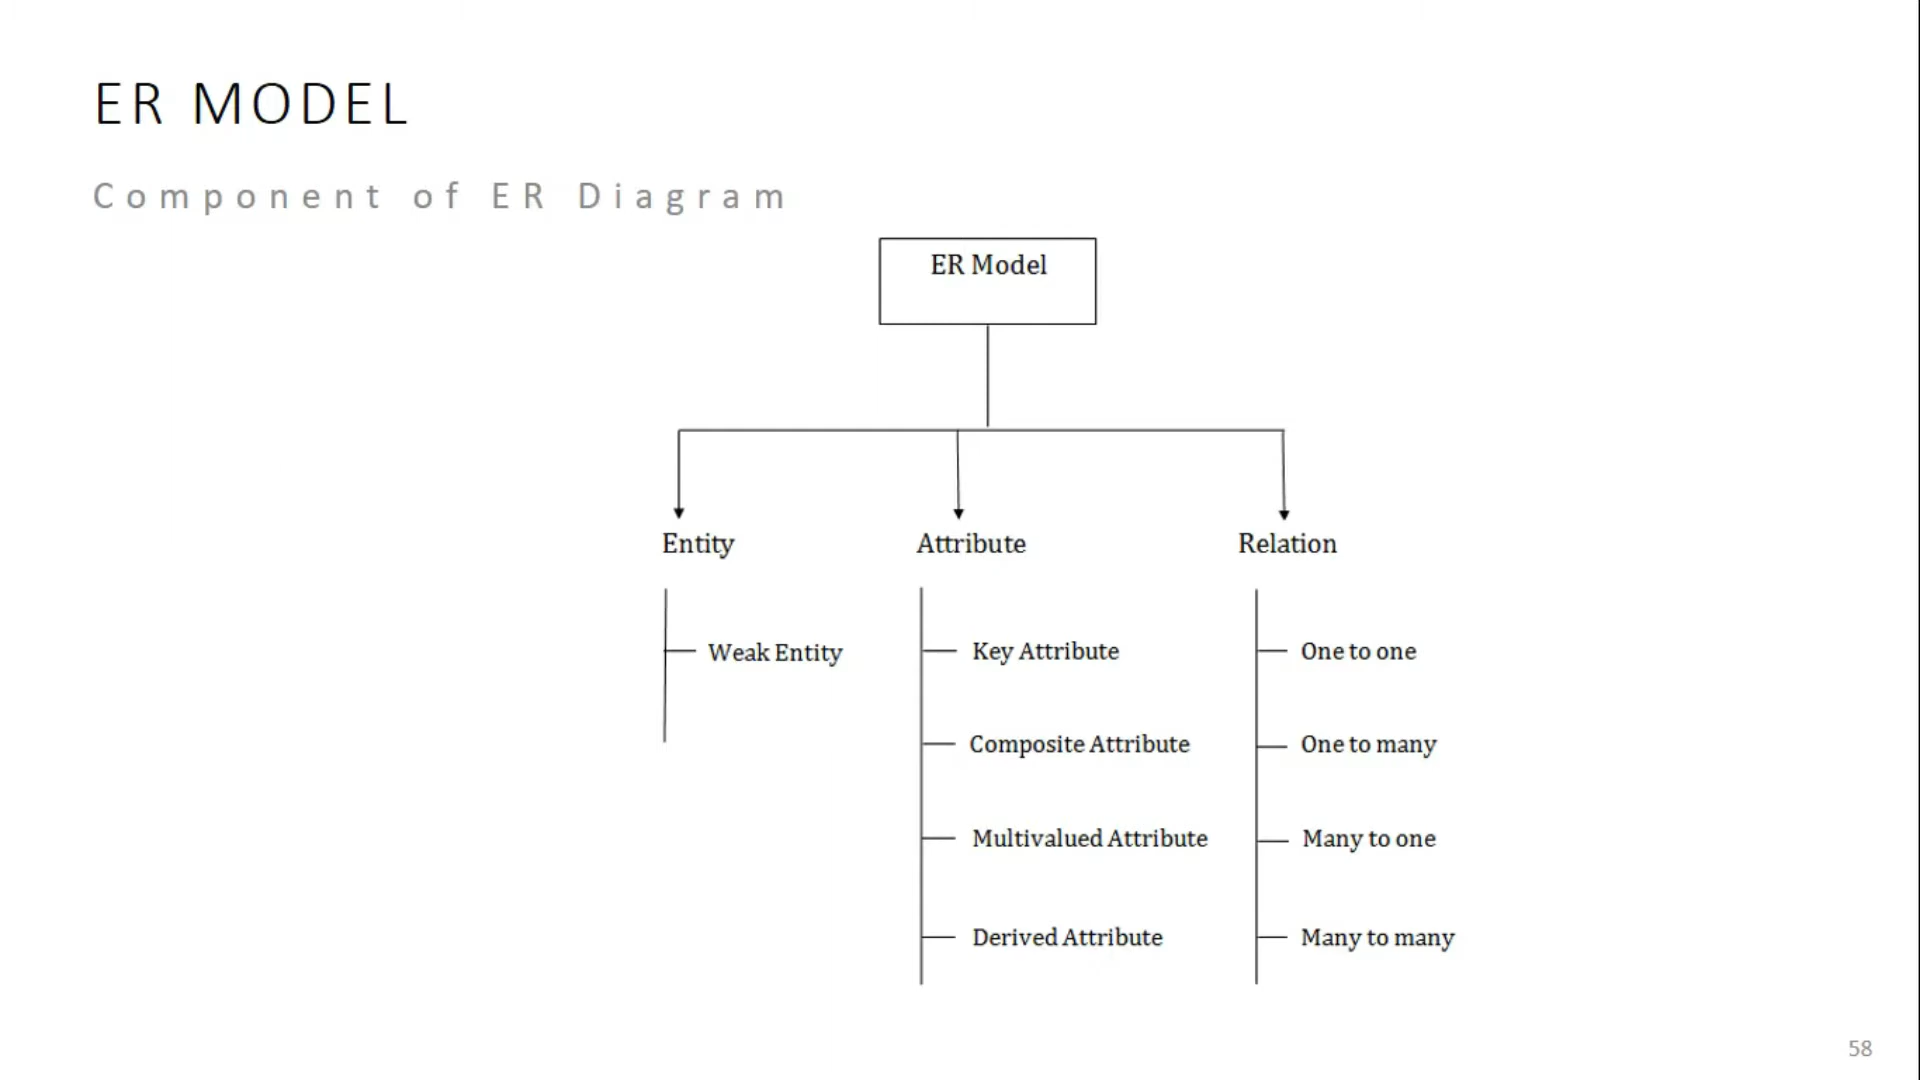 ER MODEL
Component of ER Diagram
ER Model
Entity
Attribute
Relation
Weak Entity
Key Attribute
One to one
Composite Attribute
One to many
Multivalued Attribute
Many to one
Derived Attribute
Many to many
58